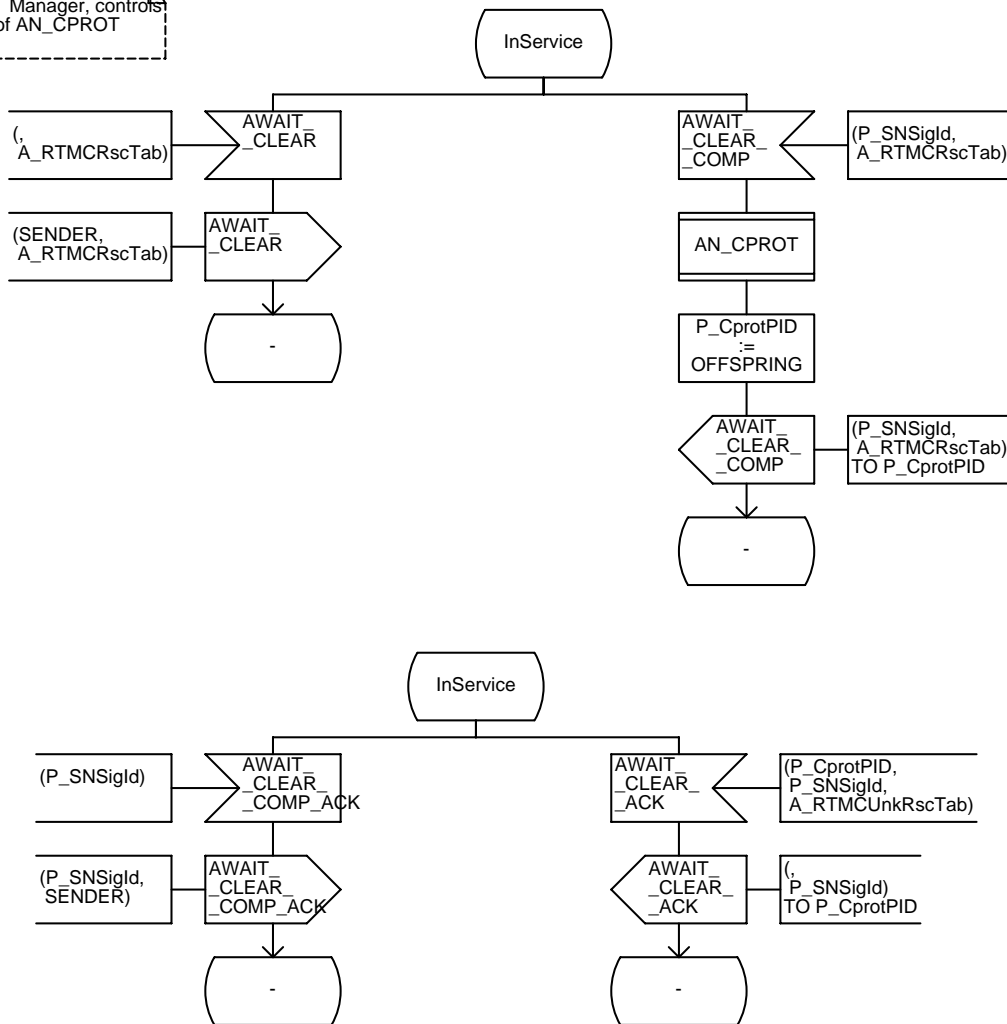 Manager, controls
of AN_CPROT
InService
(,
A_RTMCRscTab)
AWAIT_
_CLEAR
AWAIT_
_CLEAR_
_COMP
(P_SNSigId,
A_RTMCRscTab)
(SENDER,
A_RTMCRscTab)
AWAIT_
_CLEAR
AN_CPROT
-
P_CprotPID
:=
OFFSPRING
AWAIT_
_CLEAR_
_COMP
(P_SNSigId,
A_RTMCRscTab)
TO P_CprotPID
-
InService
(P_SNSigId)
AWAIT_
_CLEAR_
_COMP_ACK
AWAIT_
_CLEAR_
_ACK
(P_CprotPID,
P_SNSigId,
A_RTMCUnkRscTab)
(P_SNSigId,
SENDER)
AWAIT_
_CLEAR_
_COMP_ACK
AWAIT_
_CLEAR_
_ACK
(,
P_SNSigId)
TO P_CprotPID
-
-